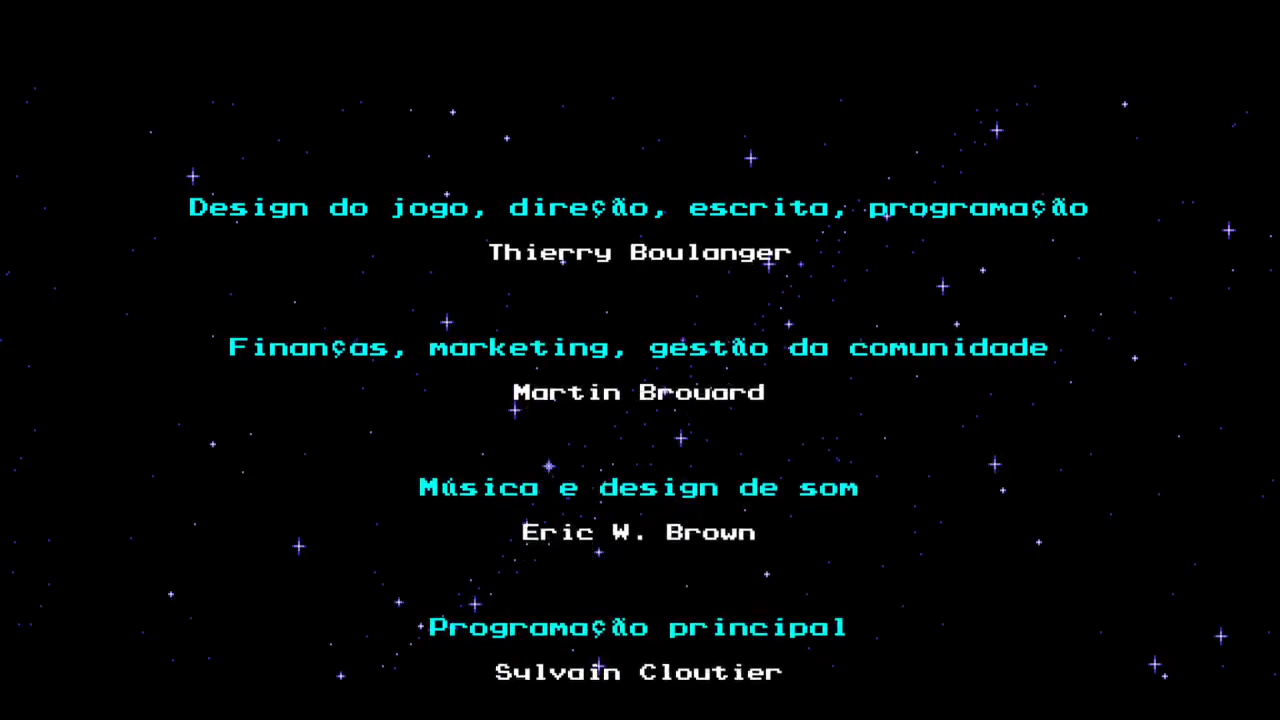 Design do jogo, direção, escrita, programação
Thierry Boulanger
Finanças, marketing, gestão da comunidade
Martin Brouard
Música e design de som
Eric W. Brown
Programação principal
Sylvain Cloutier